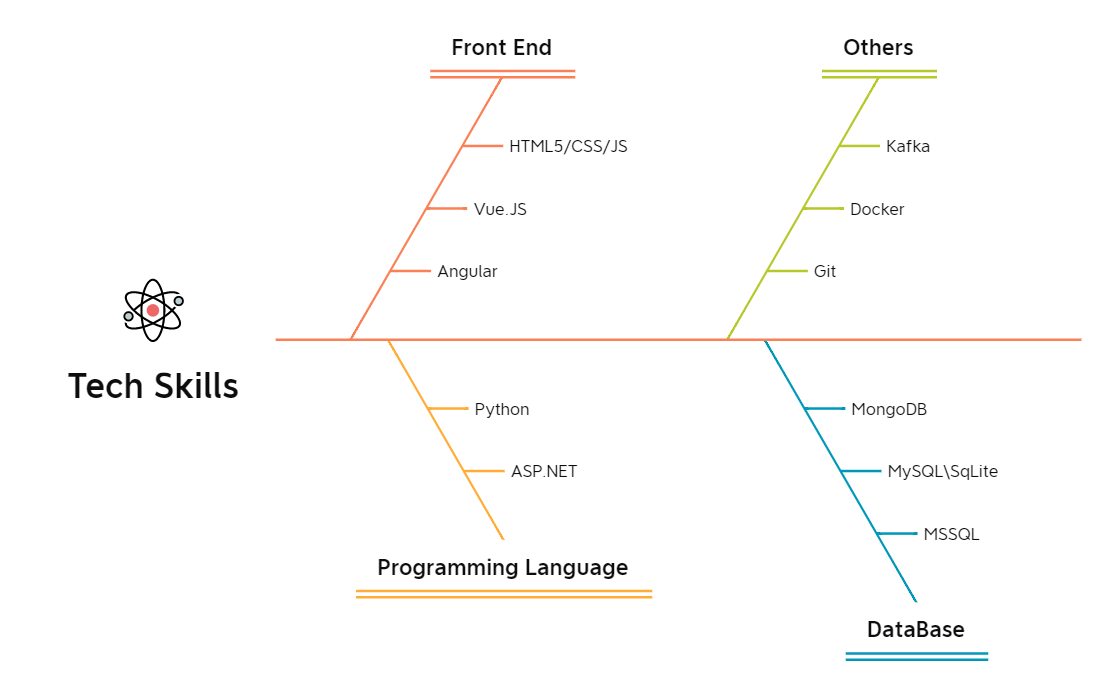 Front End
HTML5/CSS/JS
Vue.JS
Angular
Others
Kafka
Docker
Git
Tech Skills
Python
ASP.NET
Programming Language
MongoDB
MySQL\SqLite
MSSQL
DataBase